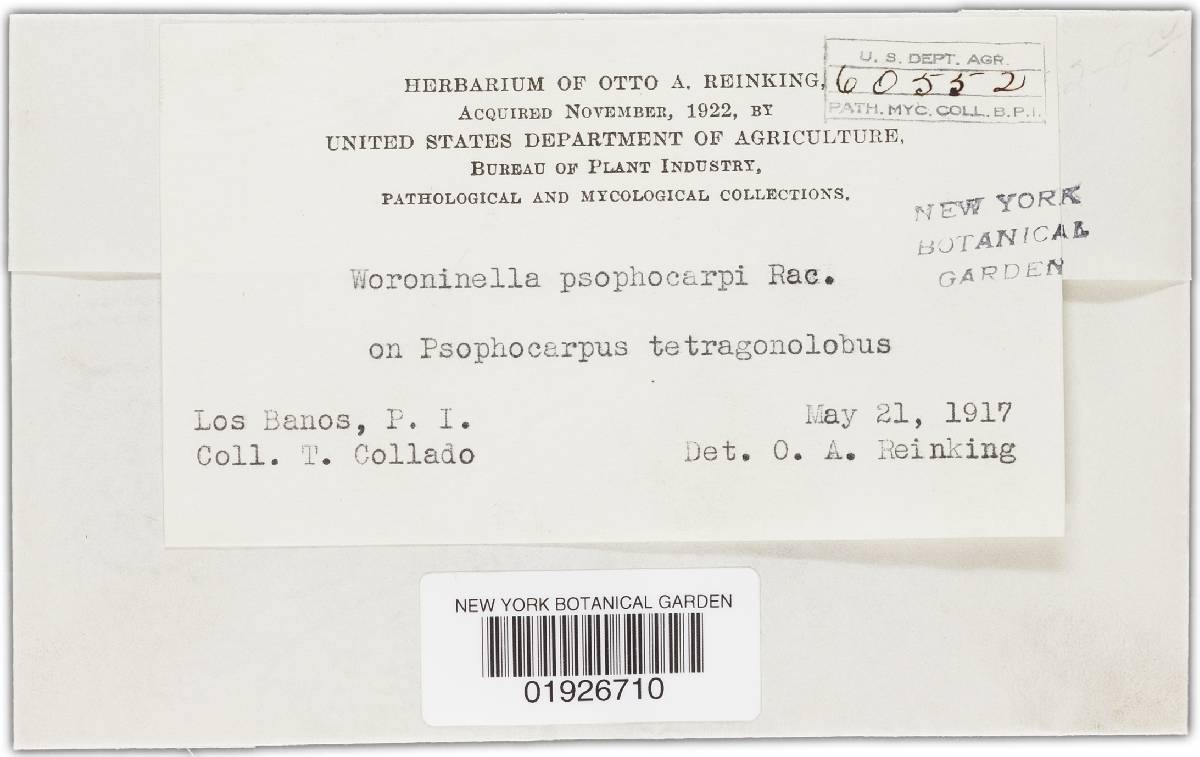 HERBARIUM OF OTTO A. REINKING,
ACQUIRED NOVEMBER, 1922, BY
UNITED STATES DEPARTMENT OF AGRICULTURE,
BUREAU OF PLANT INDUSTRY,
PATHOLOGICAL AND MYCOLOGICAL COLLECTIONS.
U. S. DEPT. AGR.
60552
PATH. MYC. COLL. B.P.I.
NEW YORK
BOTANICAL
GARDEN
Woroninella psophocarpi Rac.
on Psophocarpus tetragonolobus
Los Banos, P. I.
May 21, 1917
Coll. T. Collado
Det. O. A. Reinking
NEW YORK BOTANICAL GARDEN
01926710